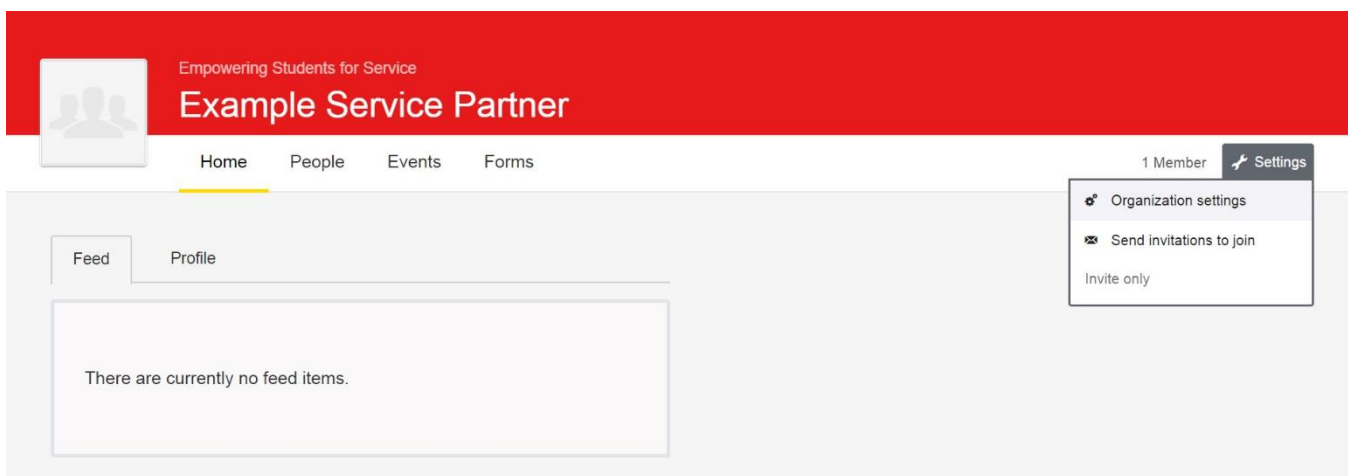 Empowering Students for Service
Example Service Partner
Home People Events Forms
1 Member Settings
Organization settings
Send invitations to join
Invite only
Feed Profile
There are currently no feed items.